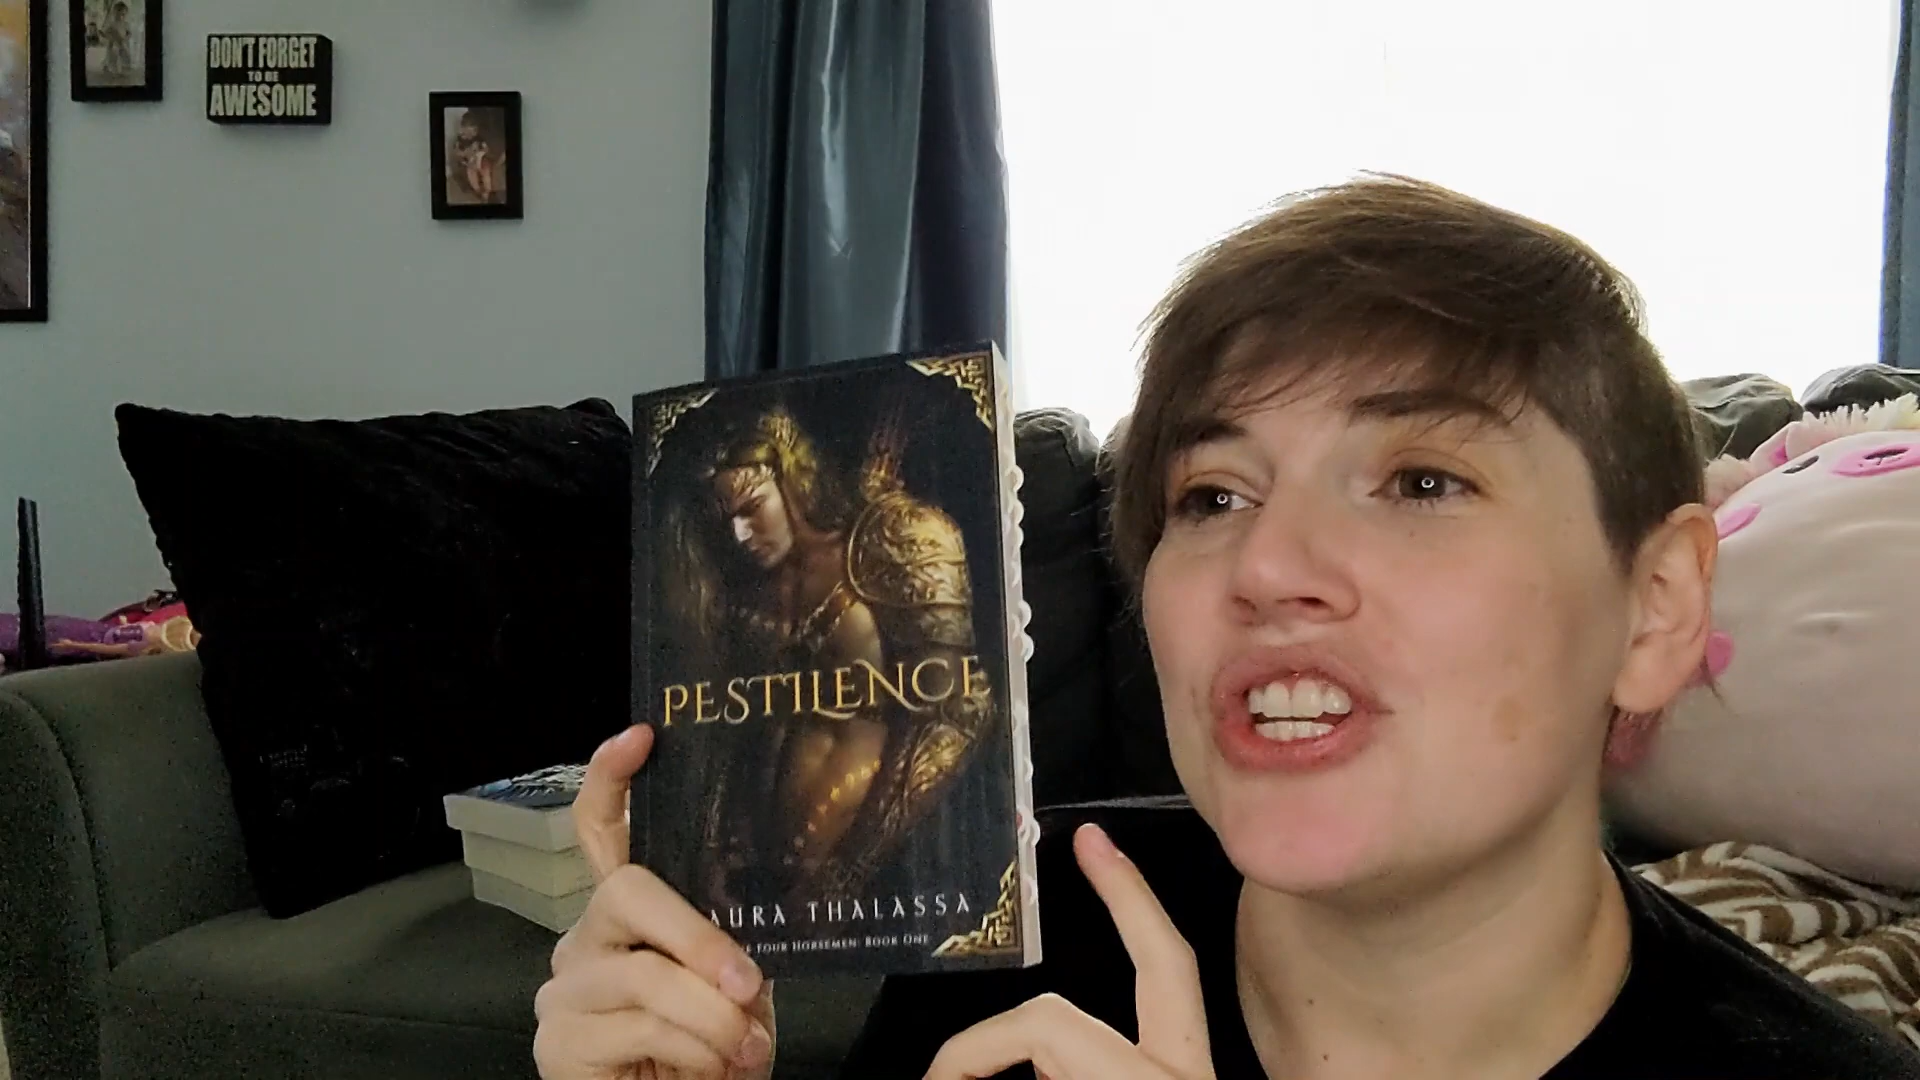 DON'T FORGET
TO BE
AWESOME
PESTILENCE
AURA THALASSA
FOUR HORSEMEN: BOOK ONE